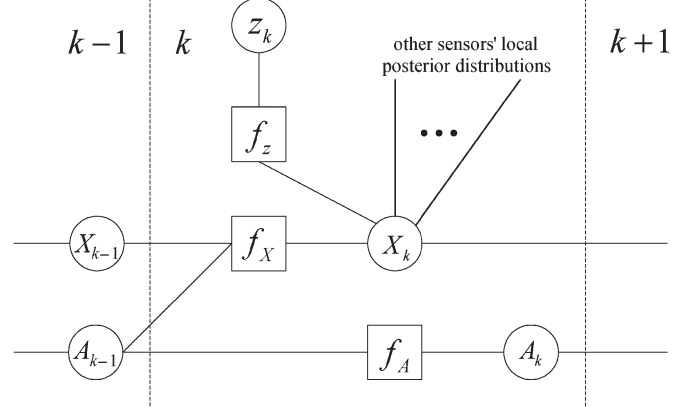 z_k
k−1 k k+1
other sensors' local
posterior distributions
f_z
X_{k−1} f_X X_k
A_{k−1} f_A A_k